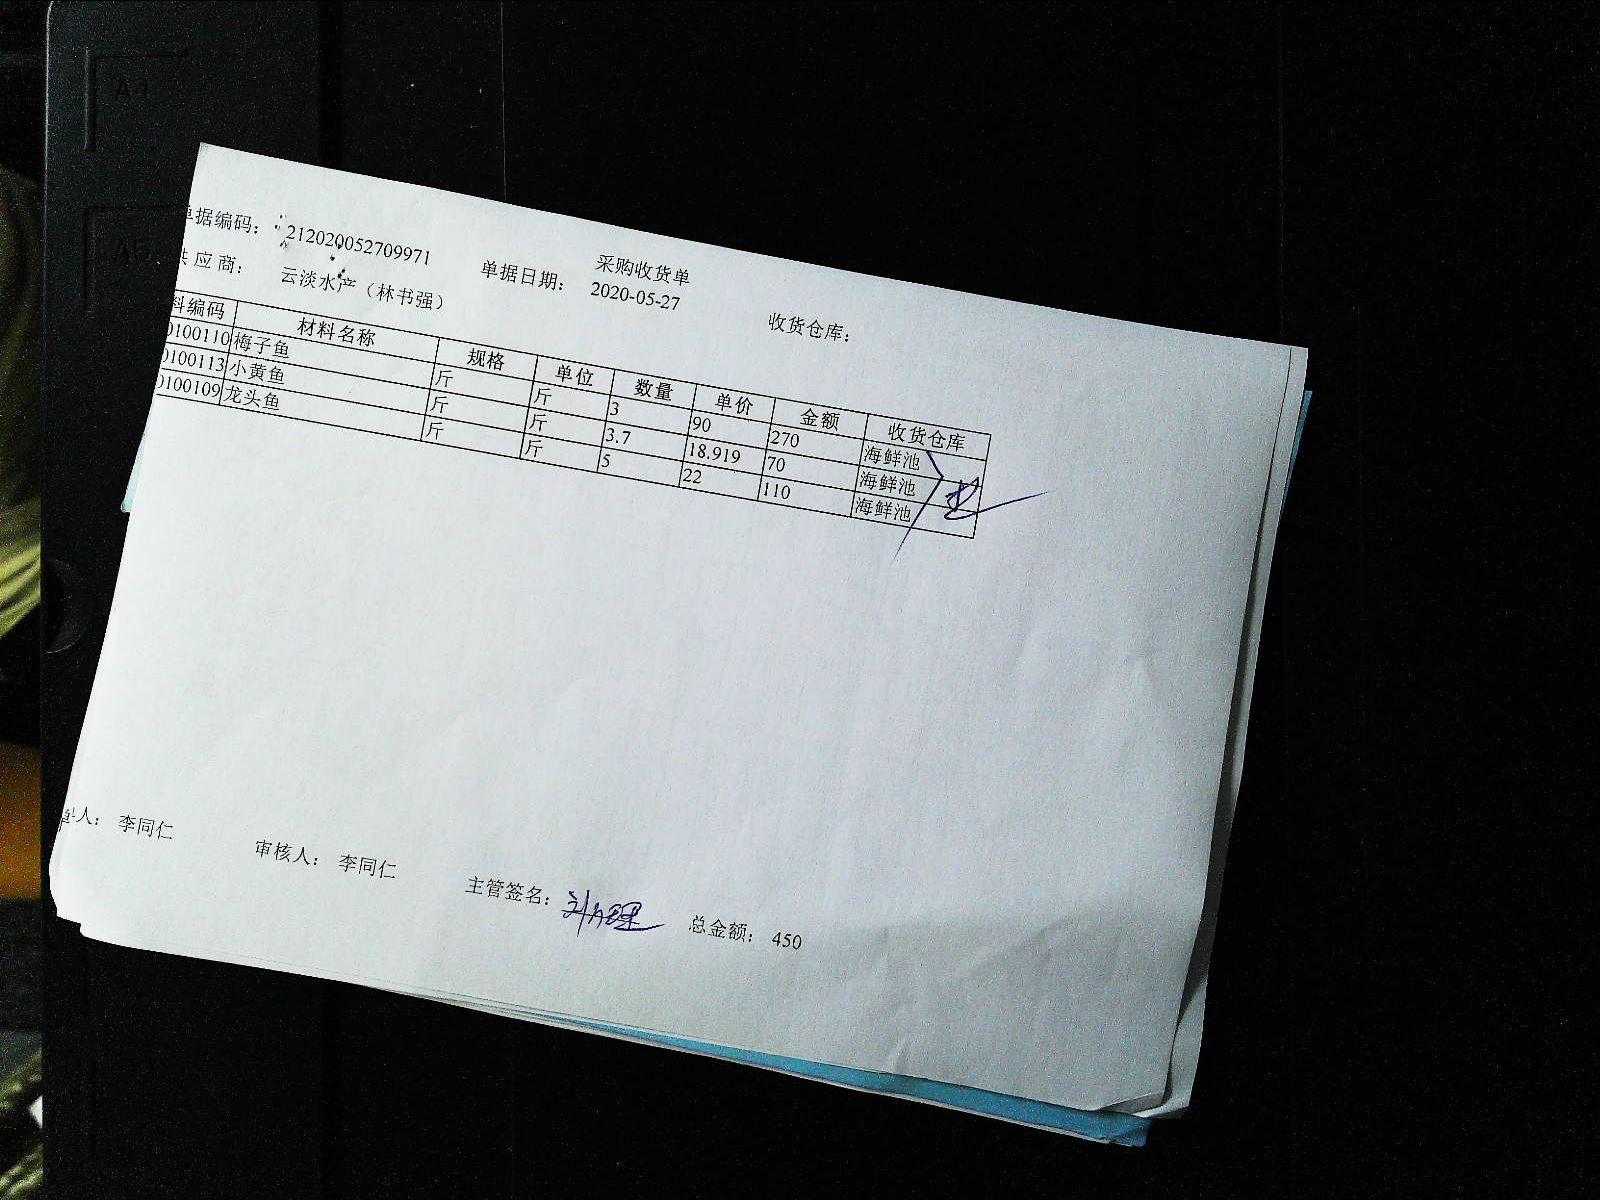 采购收货单
单据编码： 212020052709971 单据日期： 2020-05-27 收货仓库：
供应商： 云淡水产（林书强）
料编码 材料名称 规格 单位 数量 单价 金额 收货仓库
0100110 梅子鱼 斤 斤 3 90 270 海鲜池
0100113 小黄鱼 斤 斤 3.7 18.919 70 海鲜池
0100109 龙头鱼 斤 斤 5 22 110 海鲜池
单人： 李同仁 审核人： 李同仁 主管签名： 总金额： 450
A4
A5